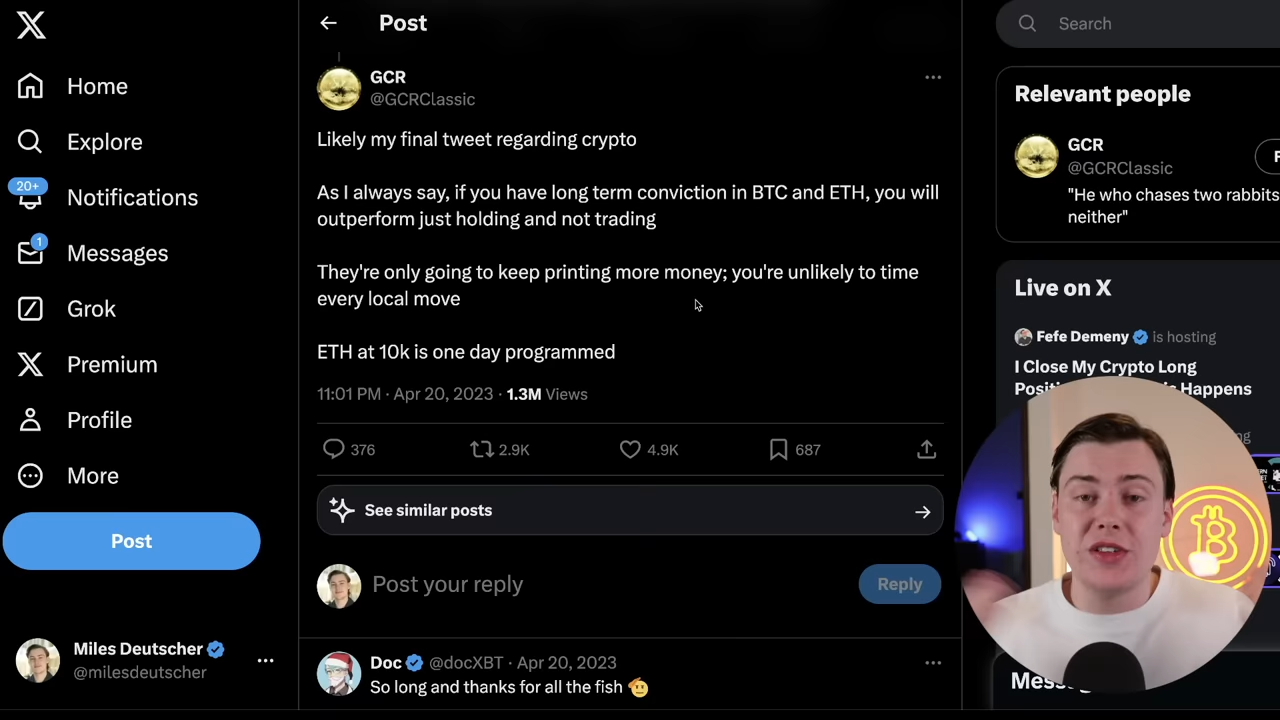 Home
Explore
20+
Notifications
1
Messages
Grok
Premium
Profile
More
Post
Miles Deutscher
@milesdeutscher
Post
GCR
@GCRClassic
Likely my final tweet regarding crypto
As I always say, if you have long term conviction in BTC and ETH, you will
outperform just holding and not trading
They're only going to keep printing more money; you're unlikely to time
every local move
ETH at 10k is one day programmed
11:01 PM · Apr 20, 2023 · 1.3M Views
376
2.9K
4.9K
687
See similar posts
Post your reply
Reply
Doc @docXBT · Apr 20, 2023
So long and thanks for all the fish
Search
Relevant people
GCR
@GCRClassic
"He who chases two rabbits
neither"
Live on X
Fefe Demeny is hosting
I Close My Crypto Long
Happens